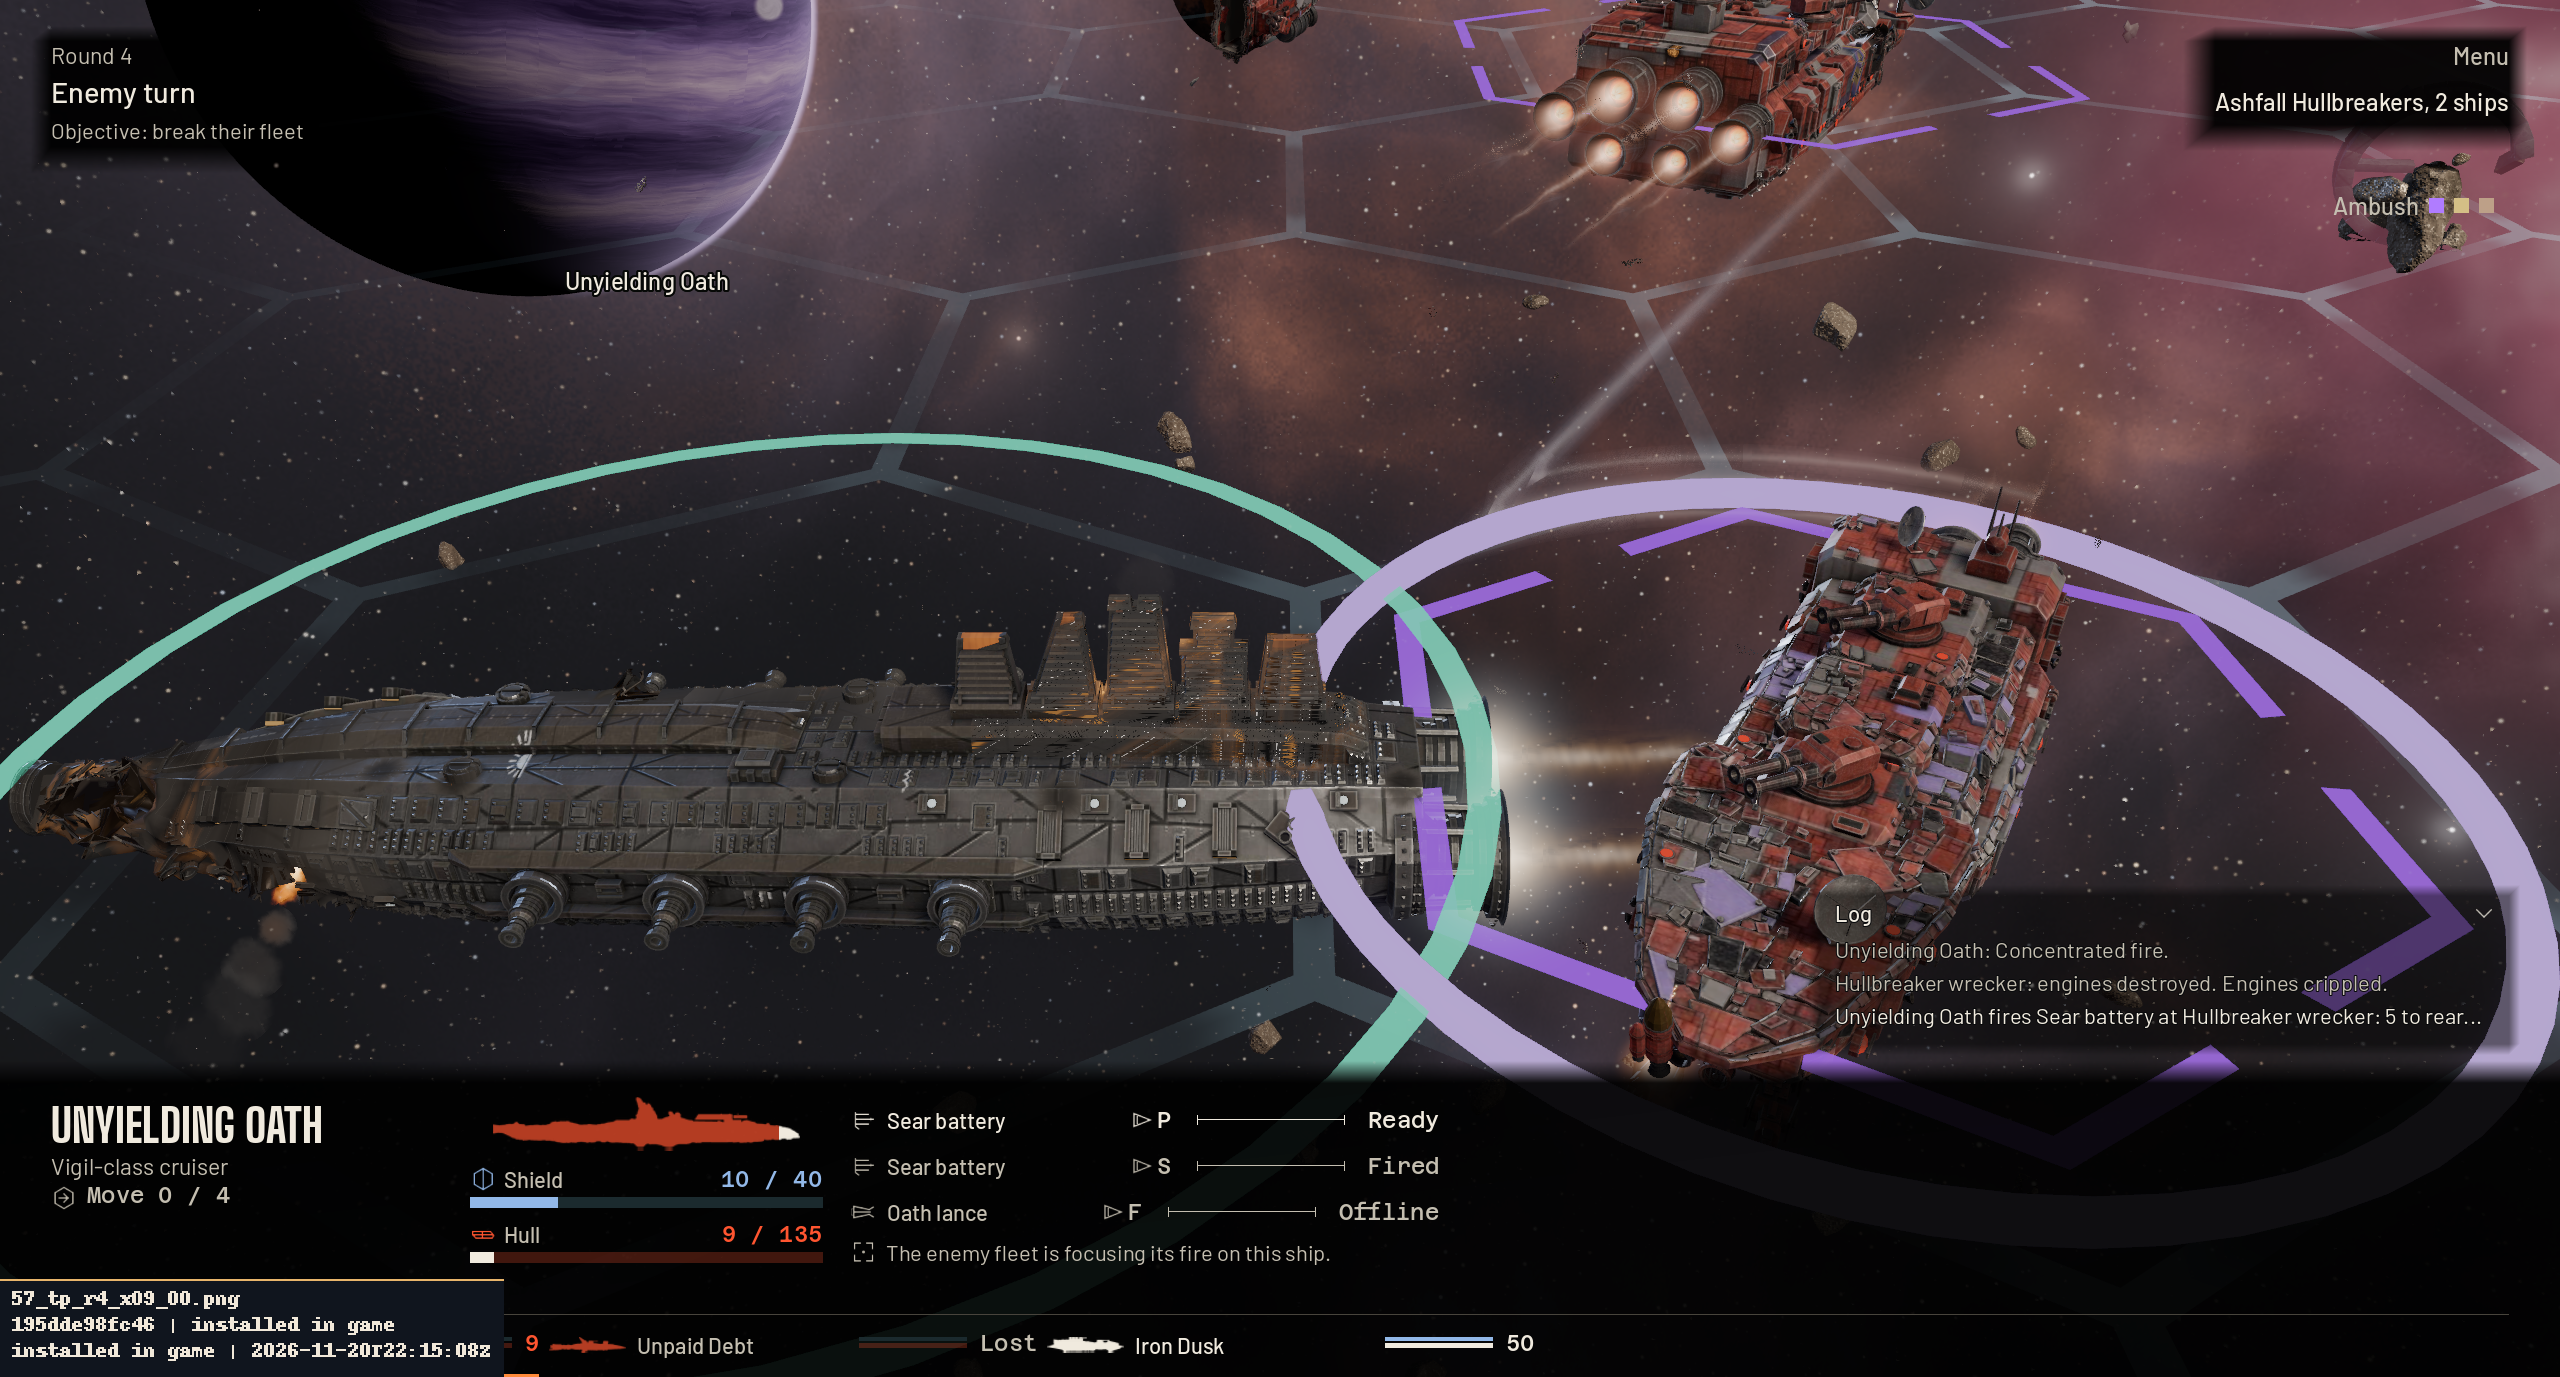 Round 4
Enemy turn
Objective: break their fleet
Menu
Ashfall Hullbreakers, 2 ships
Ambush
Unyielding Oath
Log
Unyielding Oath: Concentrated fire.
Hullbreaker wrecker: engines destroyed. Engines crippled.
Unyielding Oath fires Sear battery at Hullbreaker wrecker: 5 to rear...
UNYIELDING OATH
Vigil-class cruiser
Move 0 / 4
Shield 10 / 40
Hull 9 / 135
Sear battery P Ready
Sear battery S Fired
Oath lance F Offline
The enemy fleet is focusing its fire on this ship.
57_tp_r4_x09_00.png
195dde98fc46 | installed in game
installed in game | 2026-11-20T22:15:08Z
9 Unpaid Debt Lost Iron Dusk 50